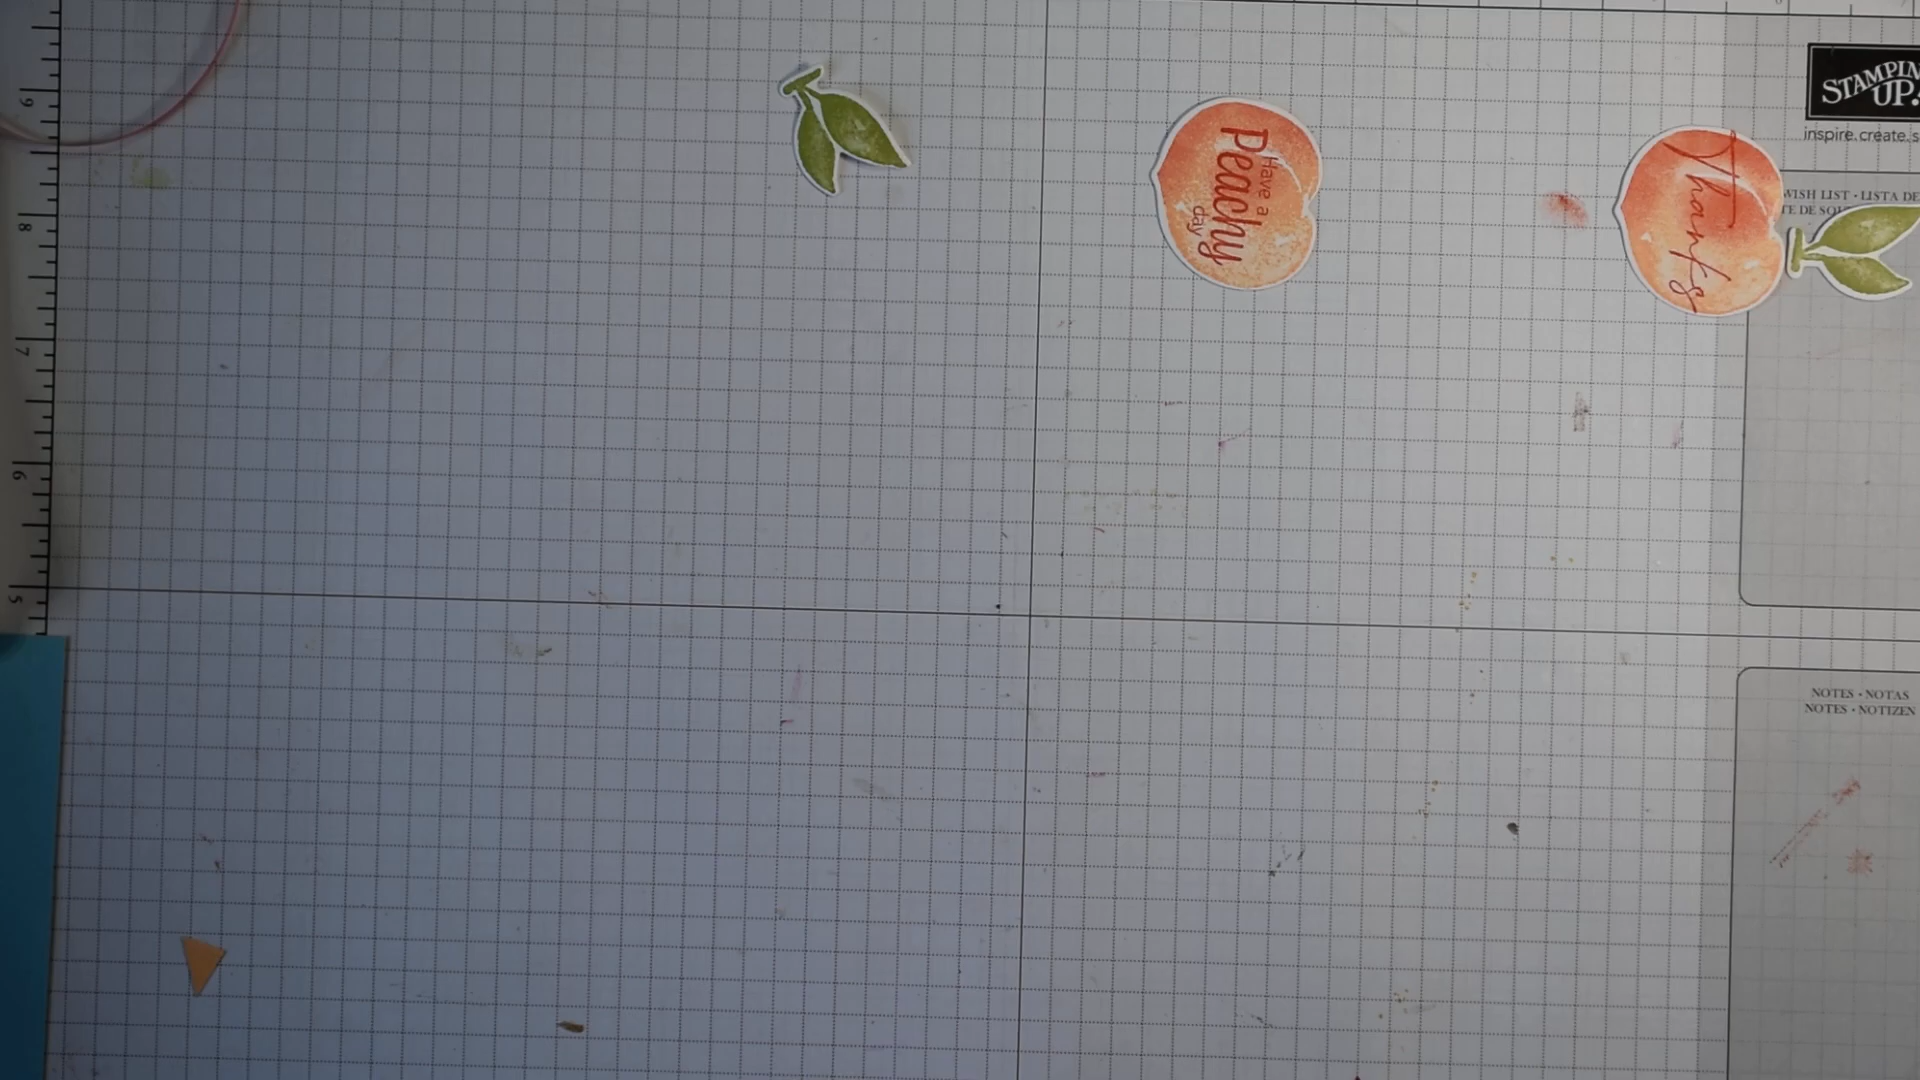 STAMPIN
UP!
inspire.create.s
WISH LIST • LISTA DE
TE DE SOU
Have a
Peachy
day
Thanks
NOTES • NOTAS
NOTES • NOTIZEN
9
8
7
6
5